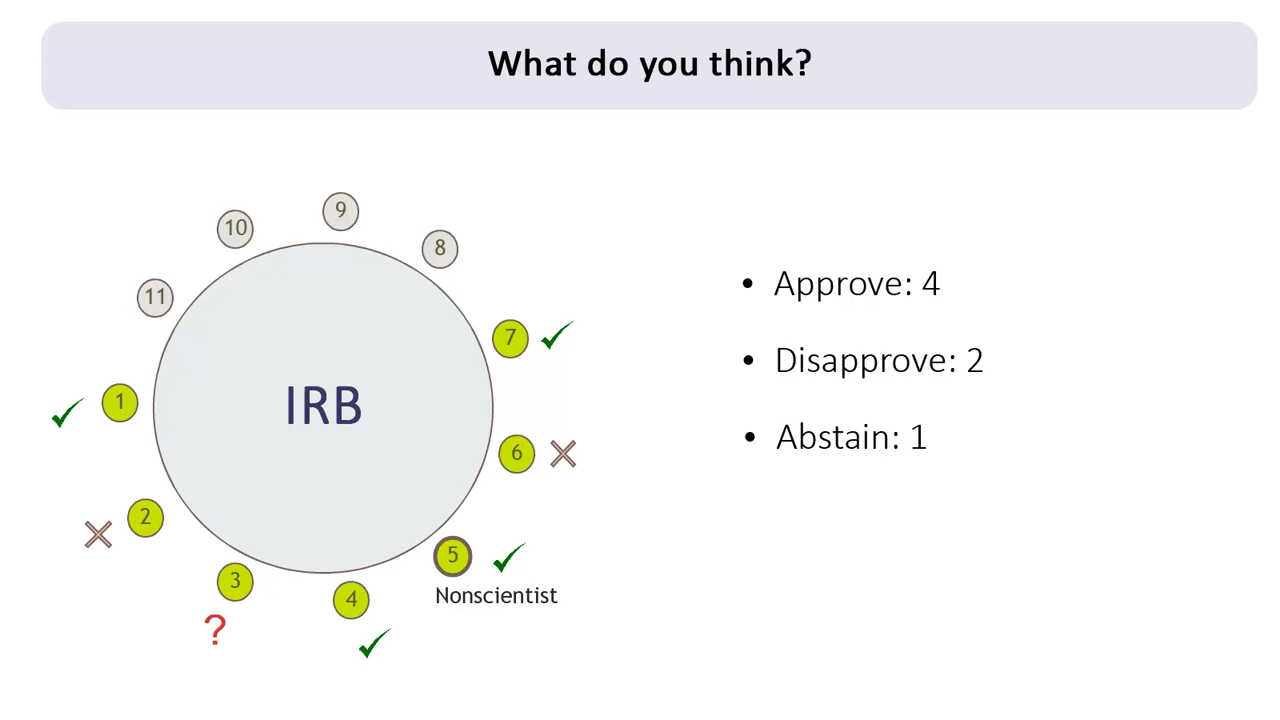 What do you think?
9
10
8
11
7
1
IRB
6
2
5
3
4
Nonscientist
?
• Approve: 4
• Disapprove: 2
• Abstain: 1